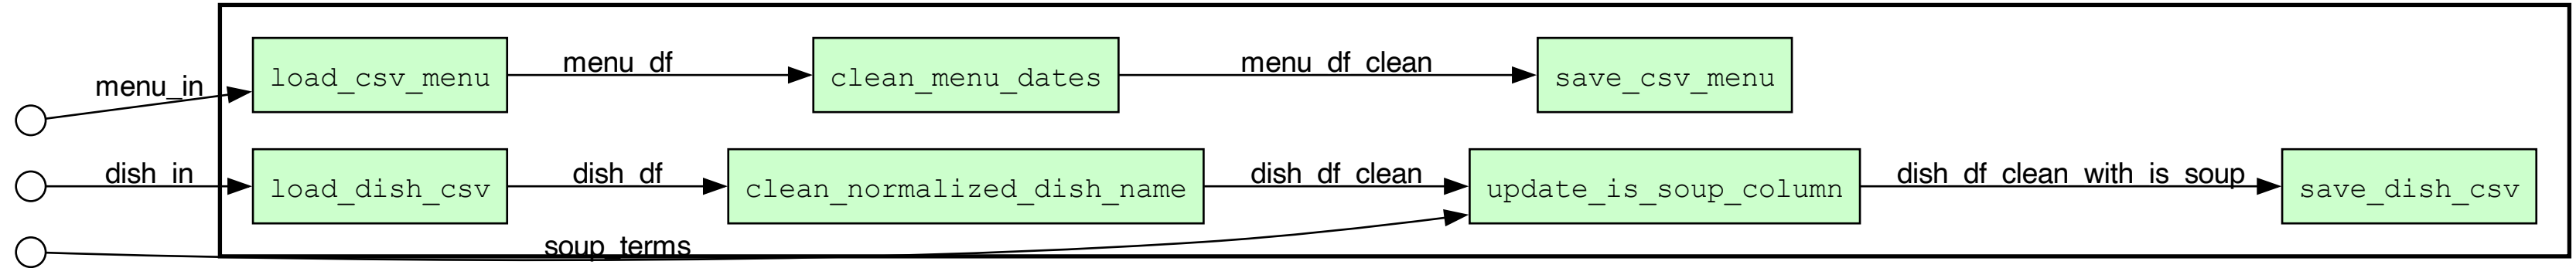 menu_in
load_csv_menu
menu_df
clean_menu_dates
menu_df_clean
save_csv_menu
dish_in
load_dish_csv
dish_df
clean_normalized_dish_name
dish_df_clean
update_is_soup_column
dish_df_clean_with_is_soup
save_dish_csv
soup_terms